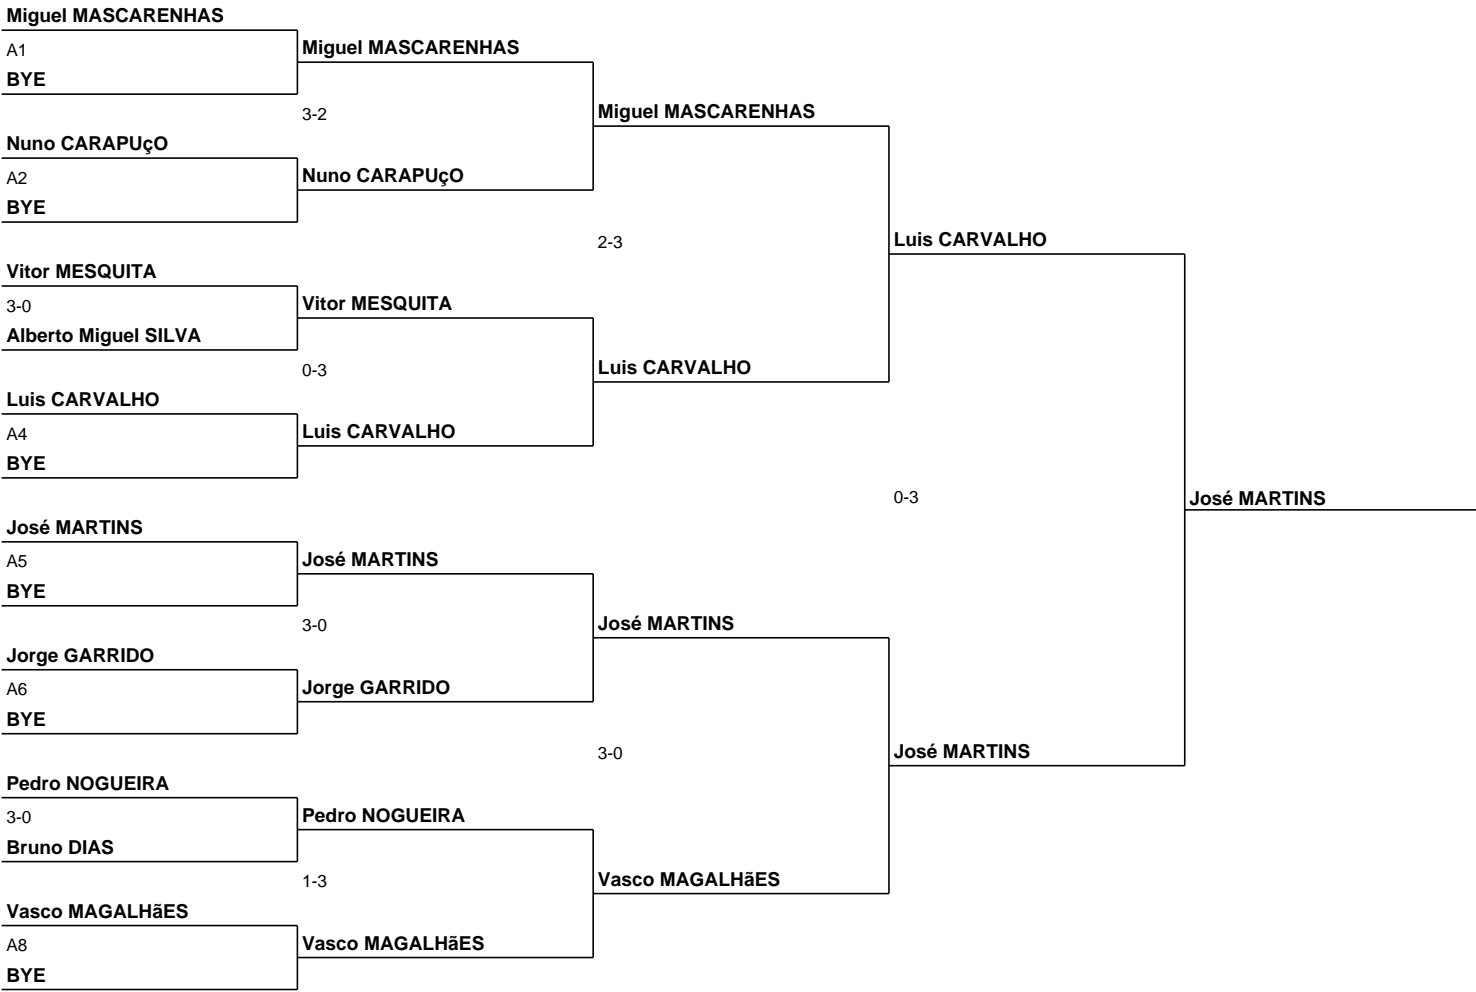 Miguel MASCARENHAS
A1
BYE
Miguel MASCARENHAS
3-2
Miguel MASCARENHAS
Nuno CARAPUçO
A2
BYE
Nuno CARAPUçO
2-3
Luis CARVALHO
Vitor MESQUITA
3-0
Alberto Miguel SILVA
Vitor MESQUITA
0-3
Luis CARVALHO
Luis CARVALHO
A4
BYE
Luis CARVALHO
0-3
José MARTINS
José MARTINS
A5
BYE
José MARTINS
3-0
José MARTINS
Jorge GARRIDO
A6
BYE
Jorge GARRIDO
3-0
José MARTINS
Pedro NOGUEIRA
3-0
Bruno DIAS
Pedro NOGUEIRA
1-3
Vasco MAGALHãES
Vasco MAGALHãES
A8
BYE
Vasco MAGALHãES